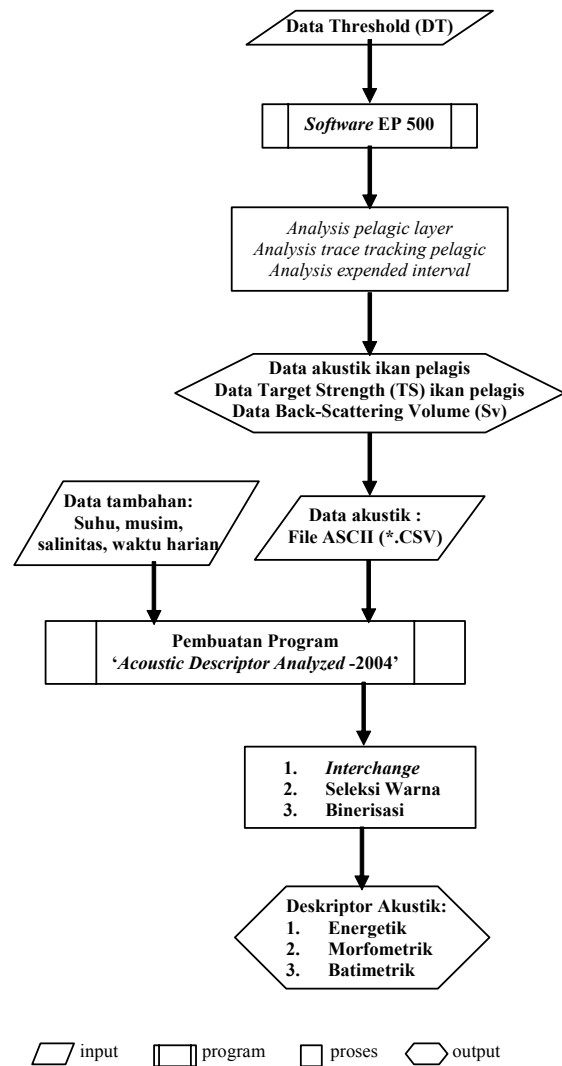 Data Threshold (DT)
Software EP 500
Analysis pelagic layer
Analysis trace tracking pelagic
Analysis expended interval
Data akustik ikan pelagis
Data Target Strength (TS) ikan pelagis
Data Back-Scattering Volume (Sv)
Data tambahan:
Suhu, musim,
salinitas, waktu harian
Data akustik :
File ASCII (*.CSV)
Pembuatan Program
‘Acoustic Descriptor Analyzed -2004’
1. Interchange
2. Seleksi Warna
3. Binerisasi
Deskriptor Akustik:
1. Energetik
2. Morfometrik
3. Batimetrik
input program proses output